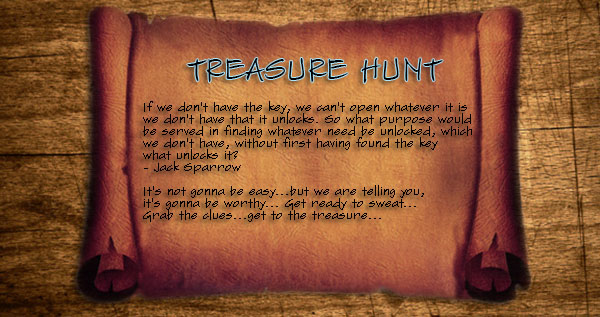 TREASURE HUNT
If we don't have the key, we can't open whatever it is
we don't have that it unlocks. So what purpose would
be served in finding whatever need be unlocked, which
we don't have, without first having found the key
what unlocks it?
- Jack Sparrow
It's not gonna be easy...but we are telling you,
it's gonna be worthy... Get ready to sweat...
Grab the clues...get to the treasure...